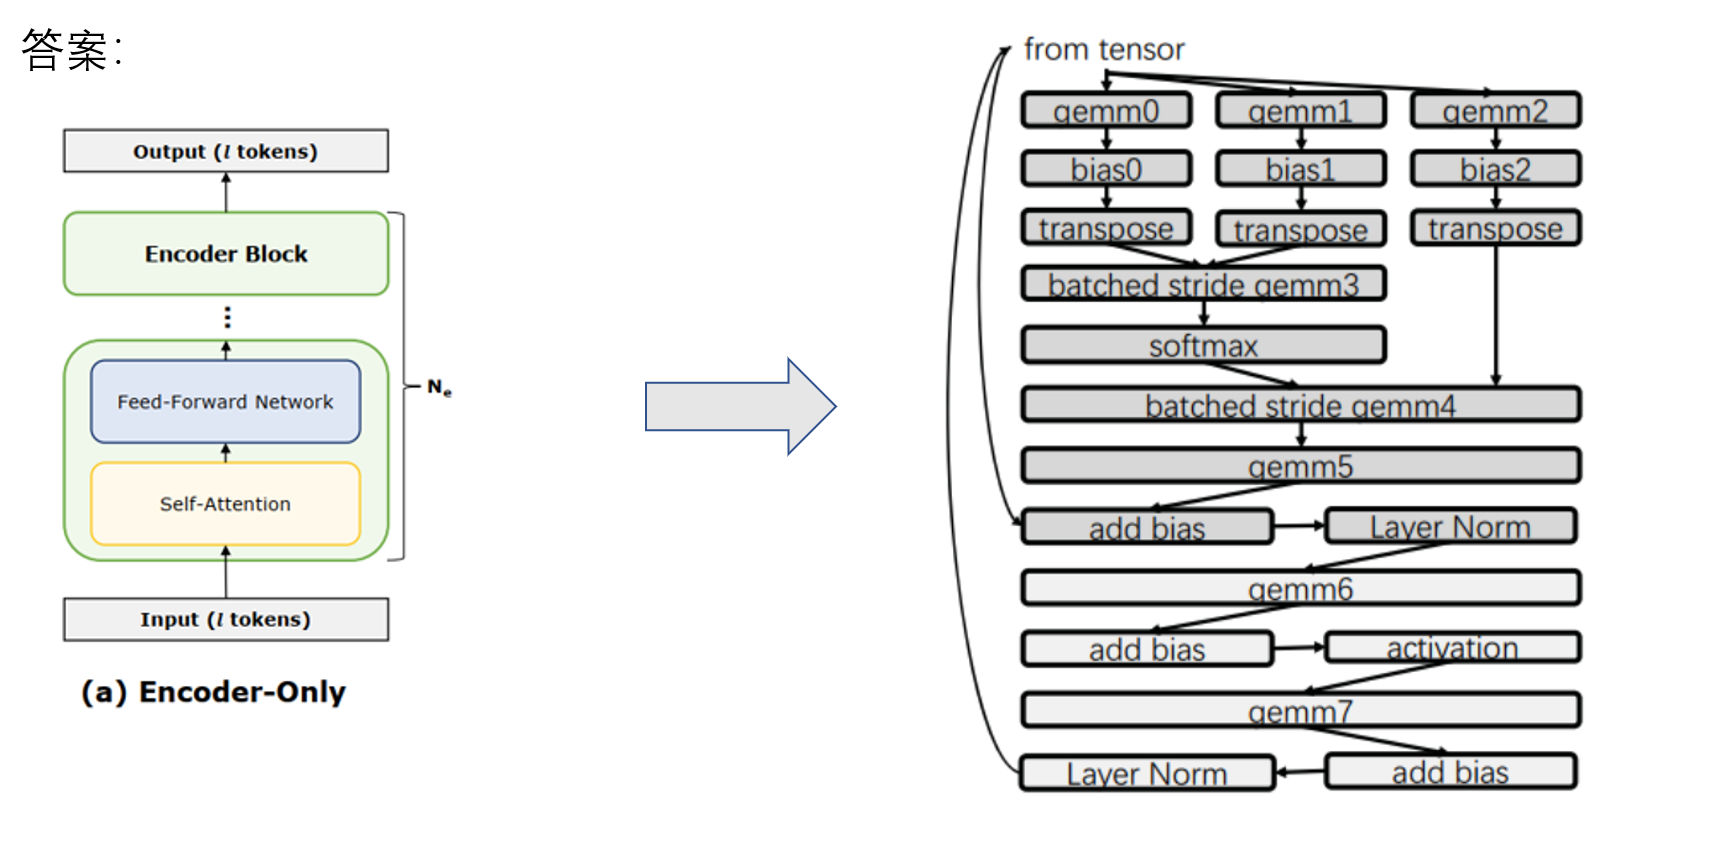 答案：
Output (l tokens)
Encoder Block
⋮
Feed-Forward Network
Self-Attention
Ne
Input (l tokens)
(a) Encoder-Only
from tensor
gemm0 gemm1 gemm2
bias0 bias1 bias2
transpose transpose transpose
batched stride gemm3
softmax
batched stride gemm4
gemm5
add bias Layer Norm
gemm6
add bias activation
gemm7
Layer Norm add bias